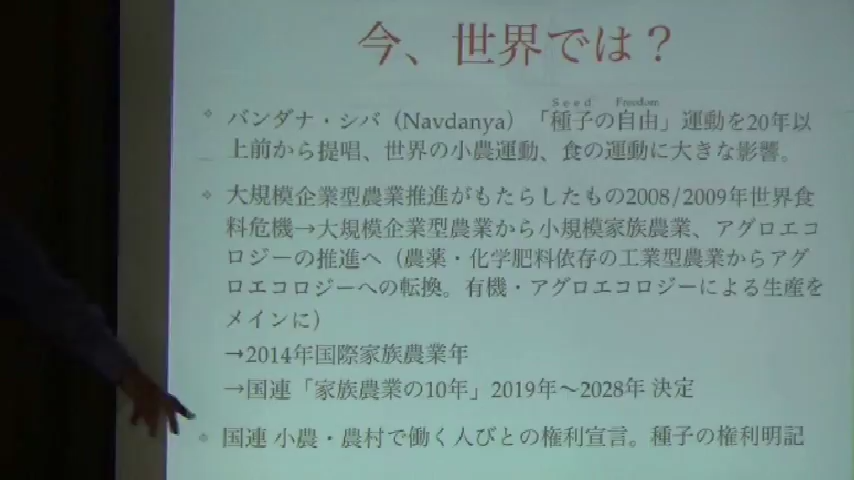 今、世界では？
Seed Freedom
バンダナ・シバ（Navdanya）「種子の自由」運動を20年以
上前から提唱、世界の小農運動、食の運動に大きな影響。
大規模企業型農業推進がもたらしたもの2008/2009年世界食
料危機→大規模企業型農業から小規模家族農業、アグロエコ
ロジーの推進へ（農薬・化学肥料依存の工業型農業からアグ
ロエコロジーへの転換。有機・アグロエコロジーによる生産を
メインに）
→2014年国際家族農業年
→国連「家族農業の10年」2019年～2028年 決定
国連 小農・農村で働く人びとの権利宣言。種子の権利明記